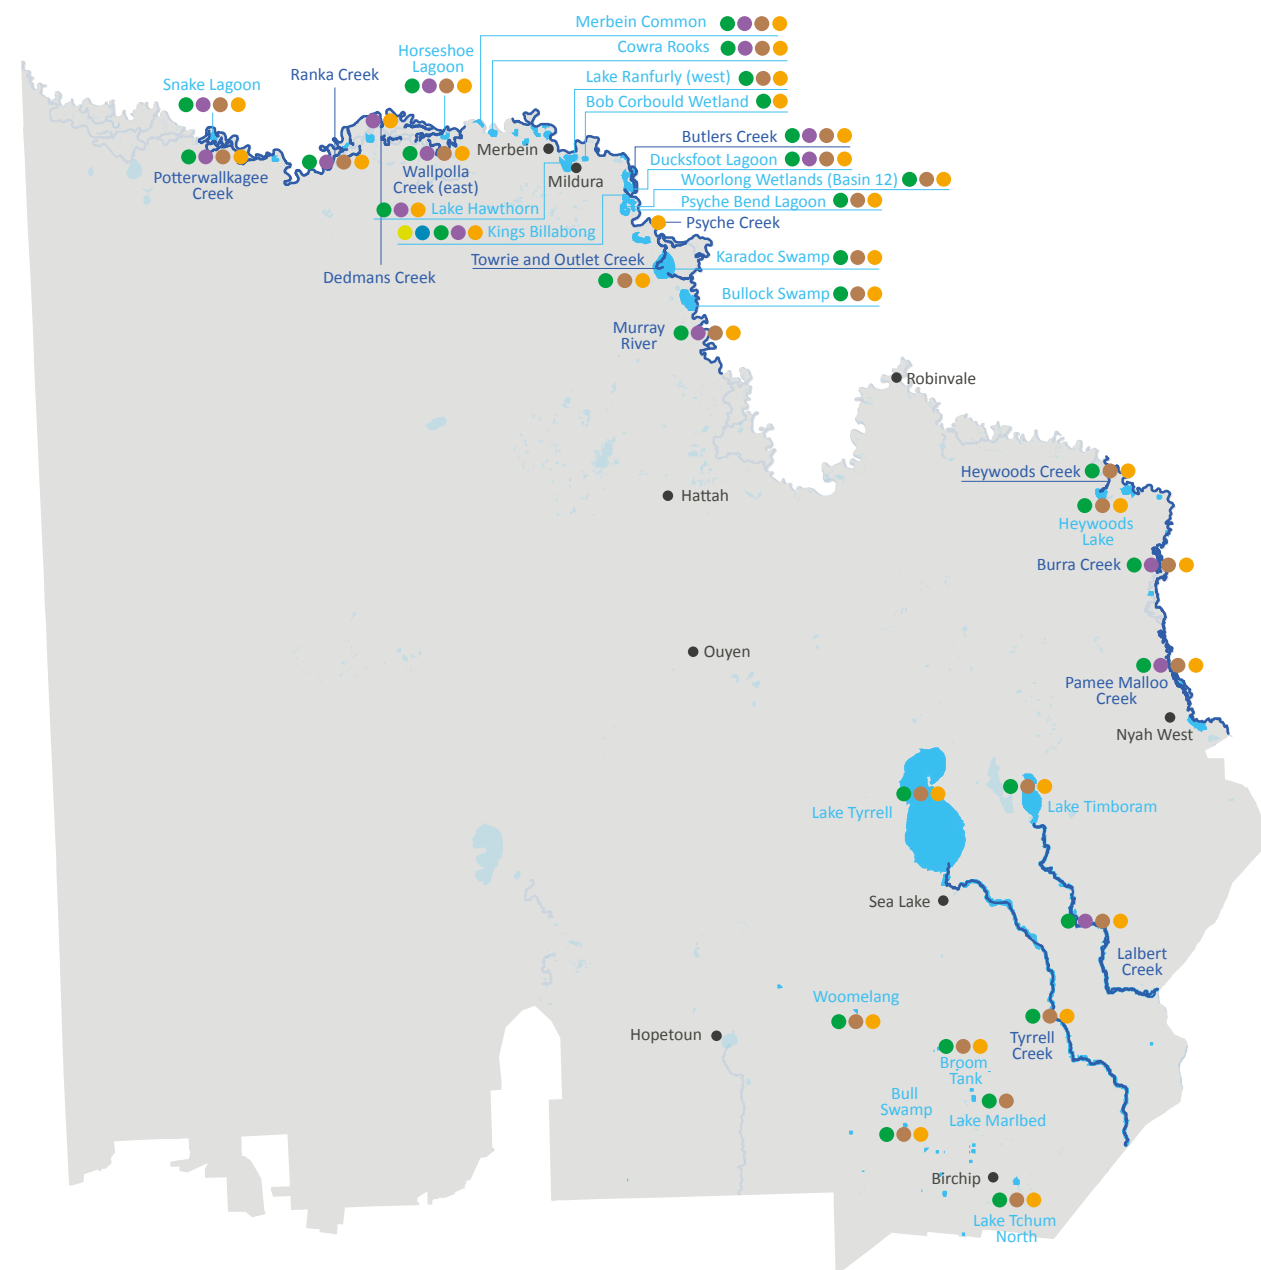 Merbein Common
Cowra Rooks
Horseshoe
Lagoon
Ranka Creek
Snake Lagoon
Lake Ranfurly (west)
Bob Corbould Wetland
Butlers Creek
Merbein
Ducksfoot Lagoon
Potterwallkagee
Creek
Wallpolla
Creek (east)
Mildura
Woorlong Wetlands (Basin 12)
Psyche Bend Lagoon
Lake Hawthorn
Psyche Creek
Kings Billabong
Towrie and Outlet Creek
Karadoc Swamp
Dedmans Creek
Bullock Swamp
Murray
River
Robinvale
Heywoods Creek
Hattah
Heywoods
Lake
Burra Creek
Ouyen
Pamee Malloo
Creek
Nyah West
Lake Tyrrell
Lake Timboram
Sea Lake
Lalbert
Creek
Woomelang
Hopetoun
Tyrrell
Creek
Broom
Tank
Bull
Swamp
Lake Marlbed
Birchip
Lake Tchum
North